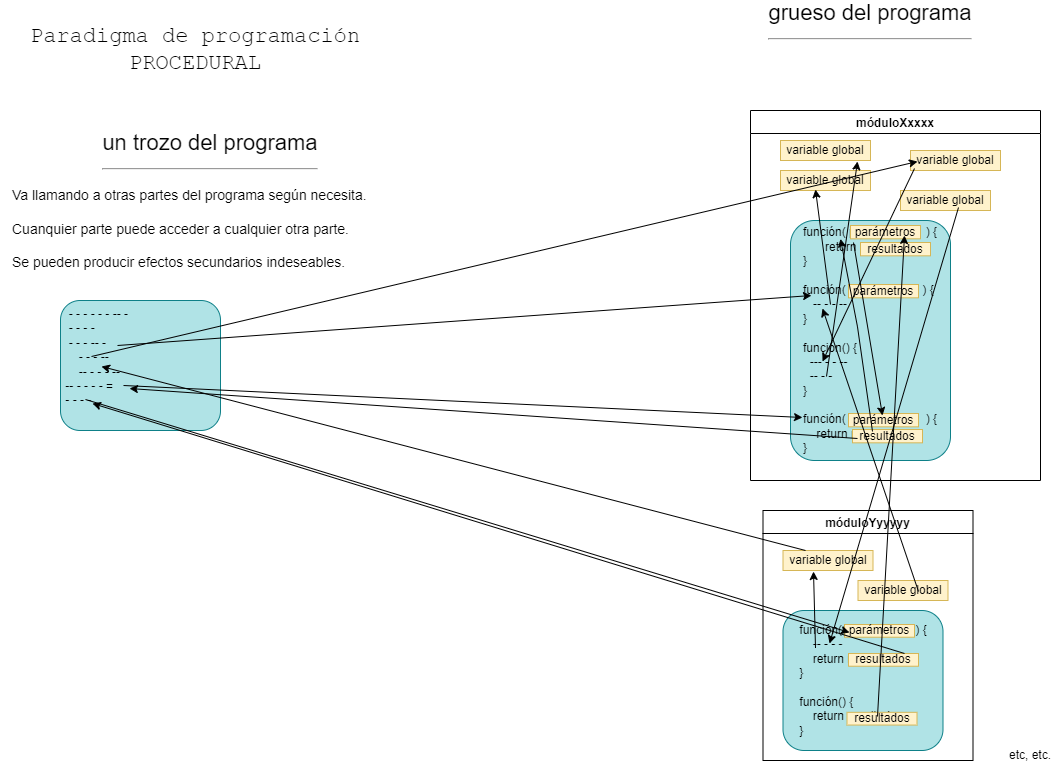 Paradigma de programación
PROCEDURAL
grueso del programa
un trozo del programa
Va llamando a otras partes del programa según necesita.
Cuanquier parte puede acceder a cualquier otra parte.
Se pueden producir efectos secundarios indeseables.
- - - - - - - -
- - - -
- - - -- --
- - - --
-- - - - --
-- - - - - =
- - - -
móduloXxxxx
variable global
variable global
variable global
variable global
función( parámetros ) {
return resultados
}
función( parámetros ) {
-- - - --
}
función() {
--- - - --
-- - -
}
función( parámetros ) {
return resultados
}
móduloYyyyyy
variable global
variable global
función( parámetros ) {
-- - - -
return resultados
}
función() {
return resultados
}
etc, etc.